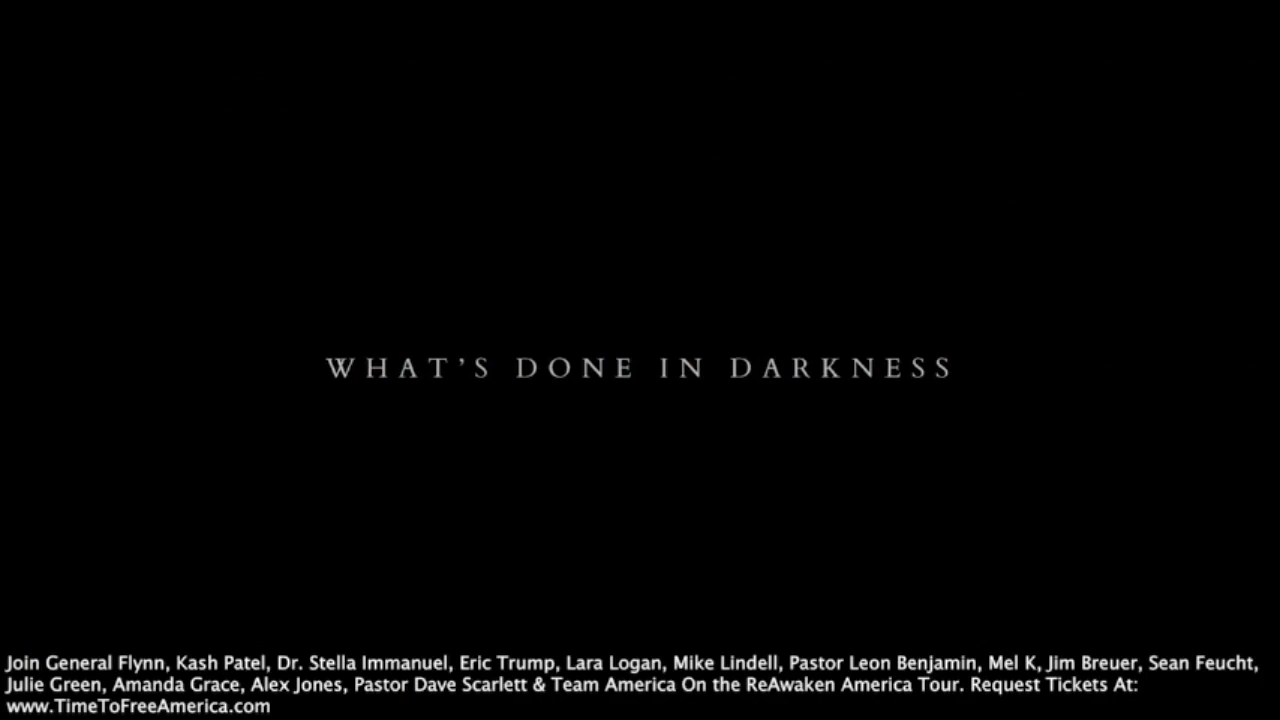 WHAT'S DONE IN DARKNESS
Join General Flynn, Kash Patel, Dr. Stella Immanuel, Eric Trump, Lara Logan, Mike Lindell, Pastor Leon Benjamin, Mel K, Jim Breuer, Sean Feucht,
Julie Green, Amanda Grace, Alex Jones, Pastor Dave Scarlett & Team America On the ReAwaken America Tour. Request Tickets At:
www.TimeToFreeAmerica.com